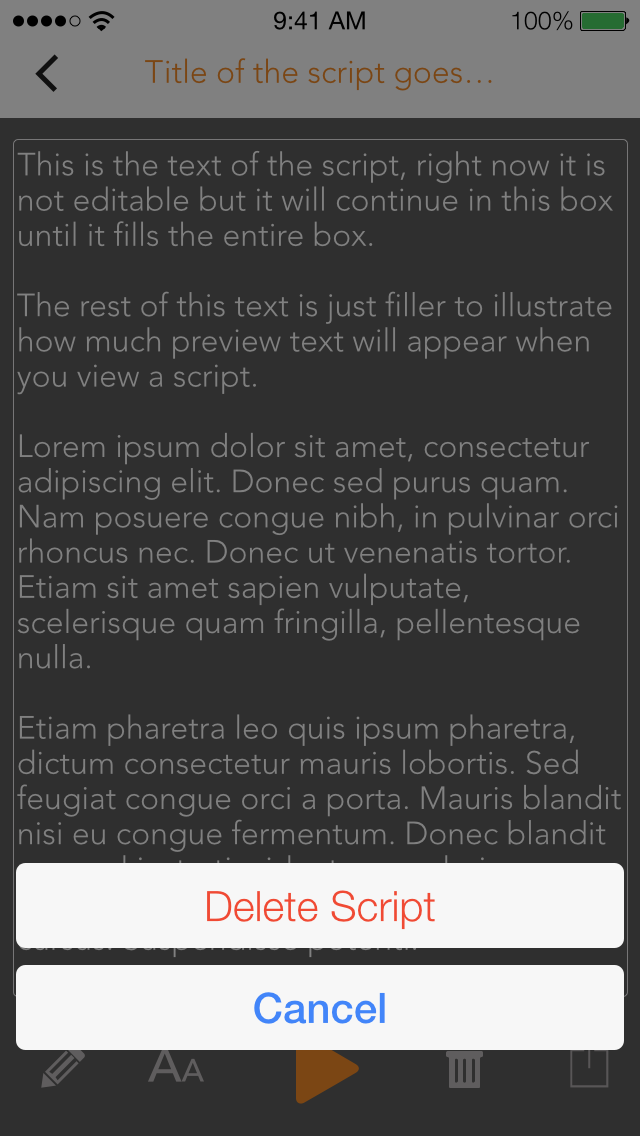 9:41 AM 100%
Title of the script goes...
This is the text of the script, right now it is
not editable but it will continue in this box
until it fills the entire box.
The rest of this text is just filler to illustrate
how much preview text will appear when
you view a script.
Lorem ipsum dolor sit amet, consectetur
adipiscing elit. Donec sed purus quam.
Nam posuere congue nibh, in pulvinar orci
rhoncus nec. Donec ut venenatis tortor.
Etiam sit amet sapien vulputate,
scelerisque quam fringilla, pellentesque
nulla.
Etiam pharetra leo quis ipsum pharetra,
dictum consectetur mauris lobortis. Sed
feugiat congue orci a porta. Mauris blandit
nisi eu congue fermentum. Donec blandit
Delete Script
Cancel
AA